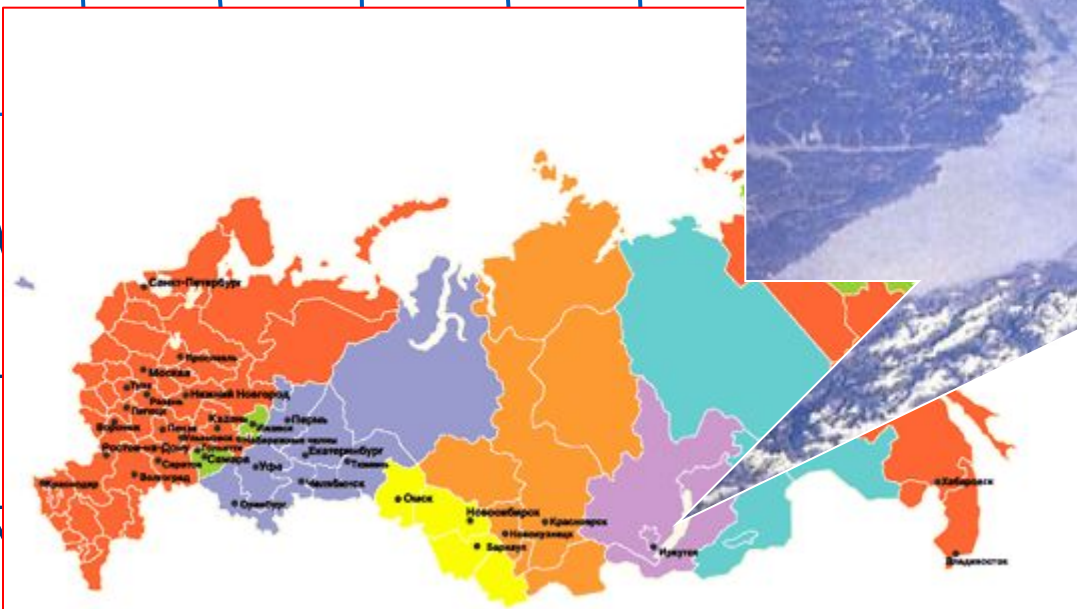 Санкт-Петербург
Ярославль
Москва
Тула
Рязань
Нижний Новгород
Липецк
Казань
Ижевск
Пермь
Воронеж
Пенза
Ульяновск
Набережные челны
Ростов-на-Дону
Тольятти
Екатеринбург
Самара
Саратов
Уфа
Тюмень
Волгоград
Челябинск
Краснодар
Оренбург
Омск
Новосибирск
Красноярск
Новокузнецк
Барнаул
Иркутск
Хабаровск
Владивосток